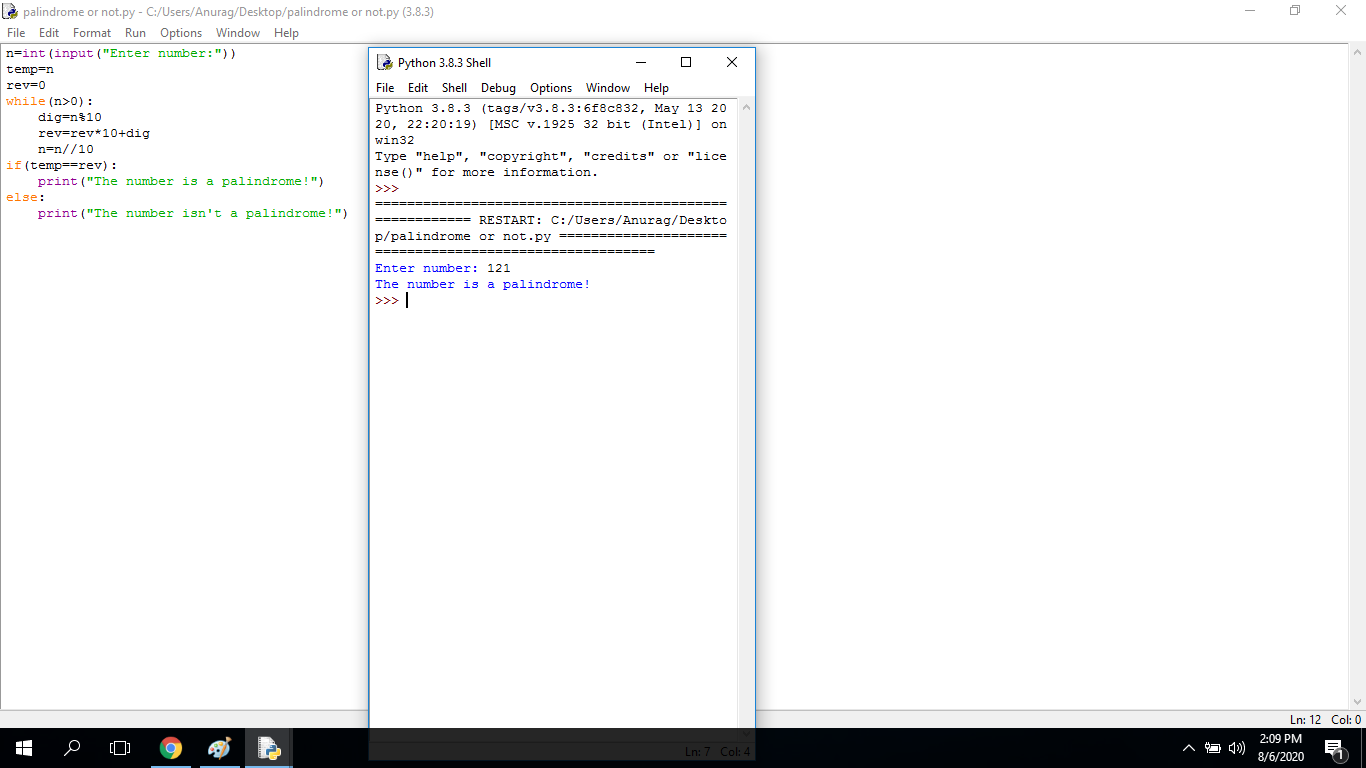 palindrome or not.py - C:/Users/Anurag/Desktop/palindrome or not.py (3.8.3)
File Edit Format Run Options Window Help
n=int(input("Enter number:"))
temp=n
rev=0
while(n>0):
    dig=n%10
    rev=rev*10+dig
    n=n//10
if(temp==rev):
    print("The number is a palindrome!")
else:
    print("The number isn't a palindrome!")
Python 3.8.3 Shell
File Edit Shell Debug Options Window Help
Python 3.8.3 (tags/v3.8.3:6f8c832, May 13 20
20, 22:20:19) [MSC v.1925 32 bit (Intel)] on
win32
Type "help", "copyright", "credits" or "lice
nse()" for more information.
>>>
============================================
============ RESTART: C:/Users/Anurag/Deskto
p/palindrome or not.py =====================
===================================
Enter number: 121
The number is a palindrome!
>>>
Ln: 12 Col: 0
Ln: 7 Col: 4
2:09 PM
8/6/2020
1